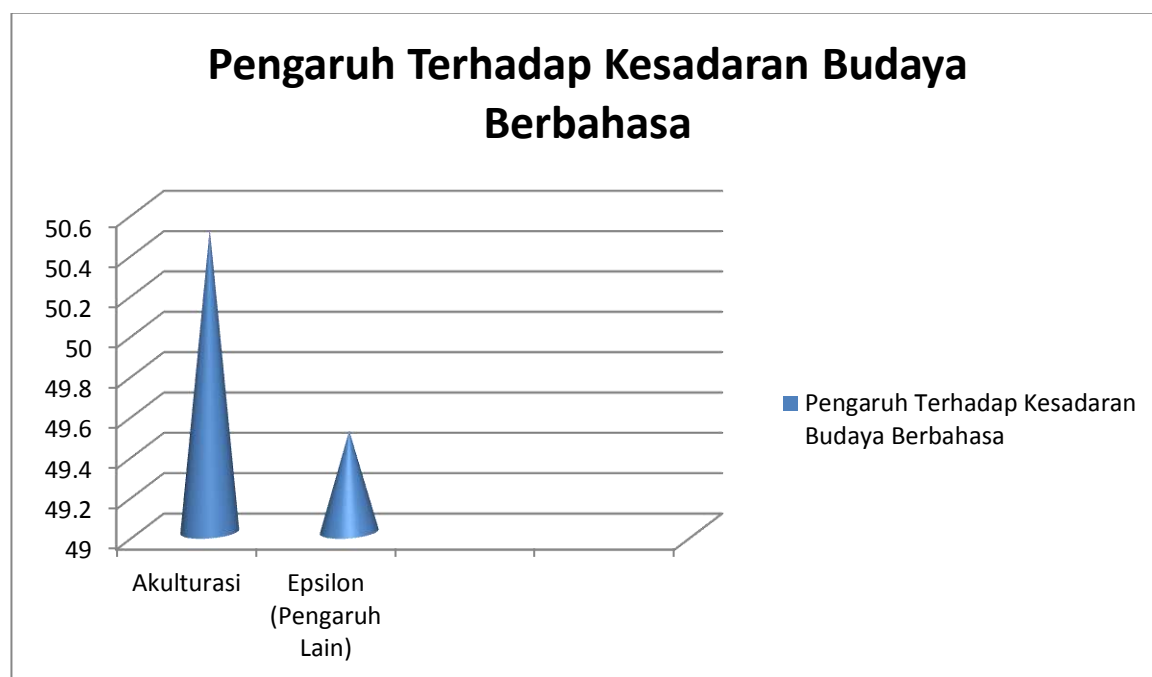 Pengaruh Terhadap Kesadaran Budaya
Berbahasa
50.6
50.4
50.2
50
49.8
49.6
49.4
49.2
49
Akulturasi
Epsilon
(Pengaruh
Lain)
Pengaruh Terhadap Kesadaran
Budaya Berbahasa